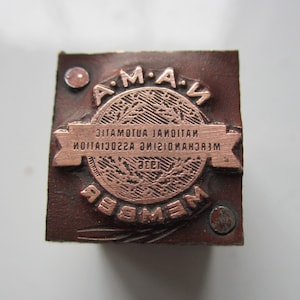 N·A·M·A
NATIONAL AUTOMATIC
MERCHANDISING ASSOCIATION
1936
MEMBER